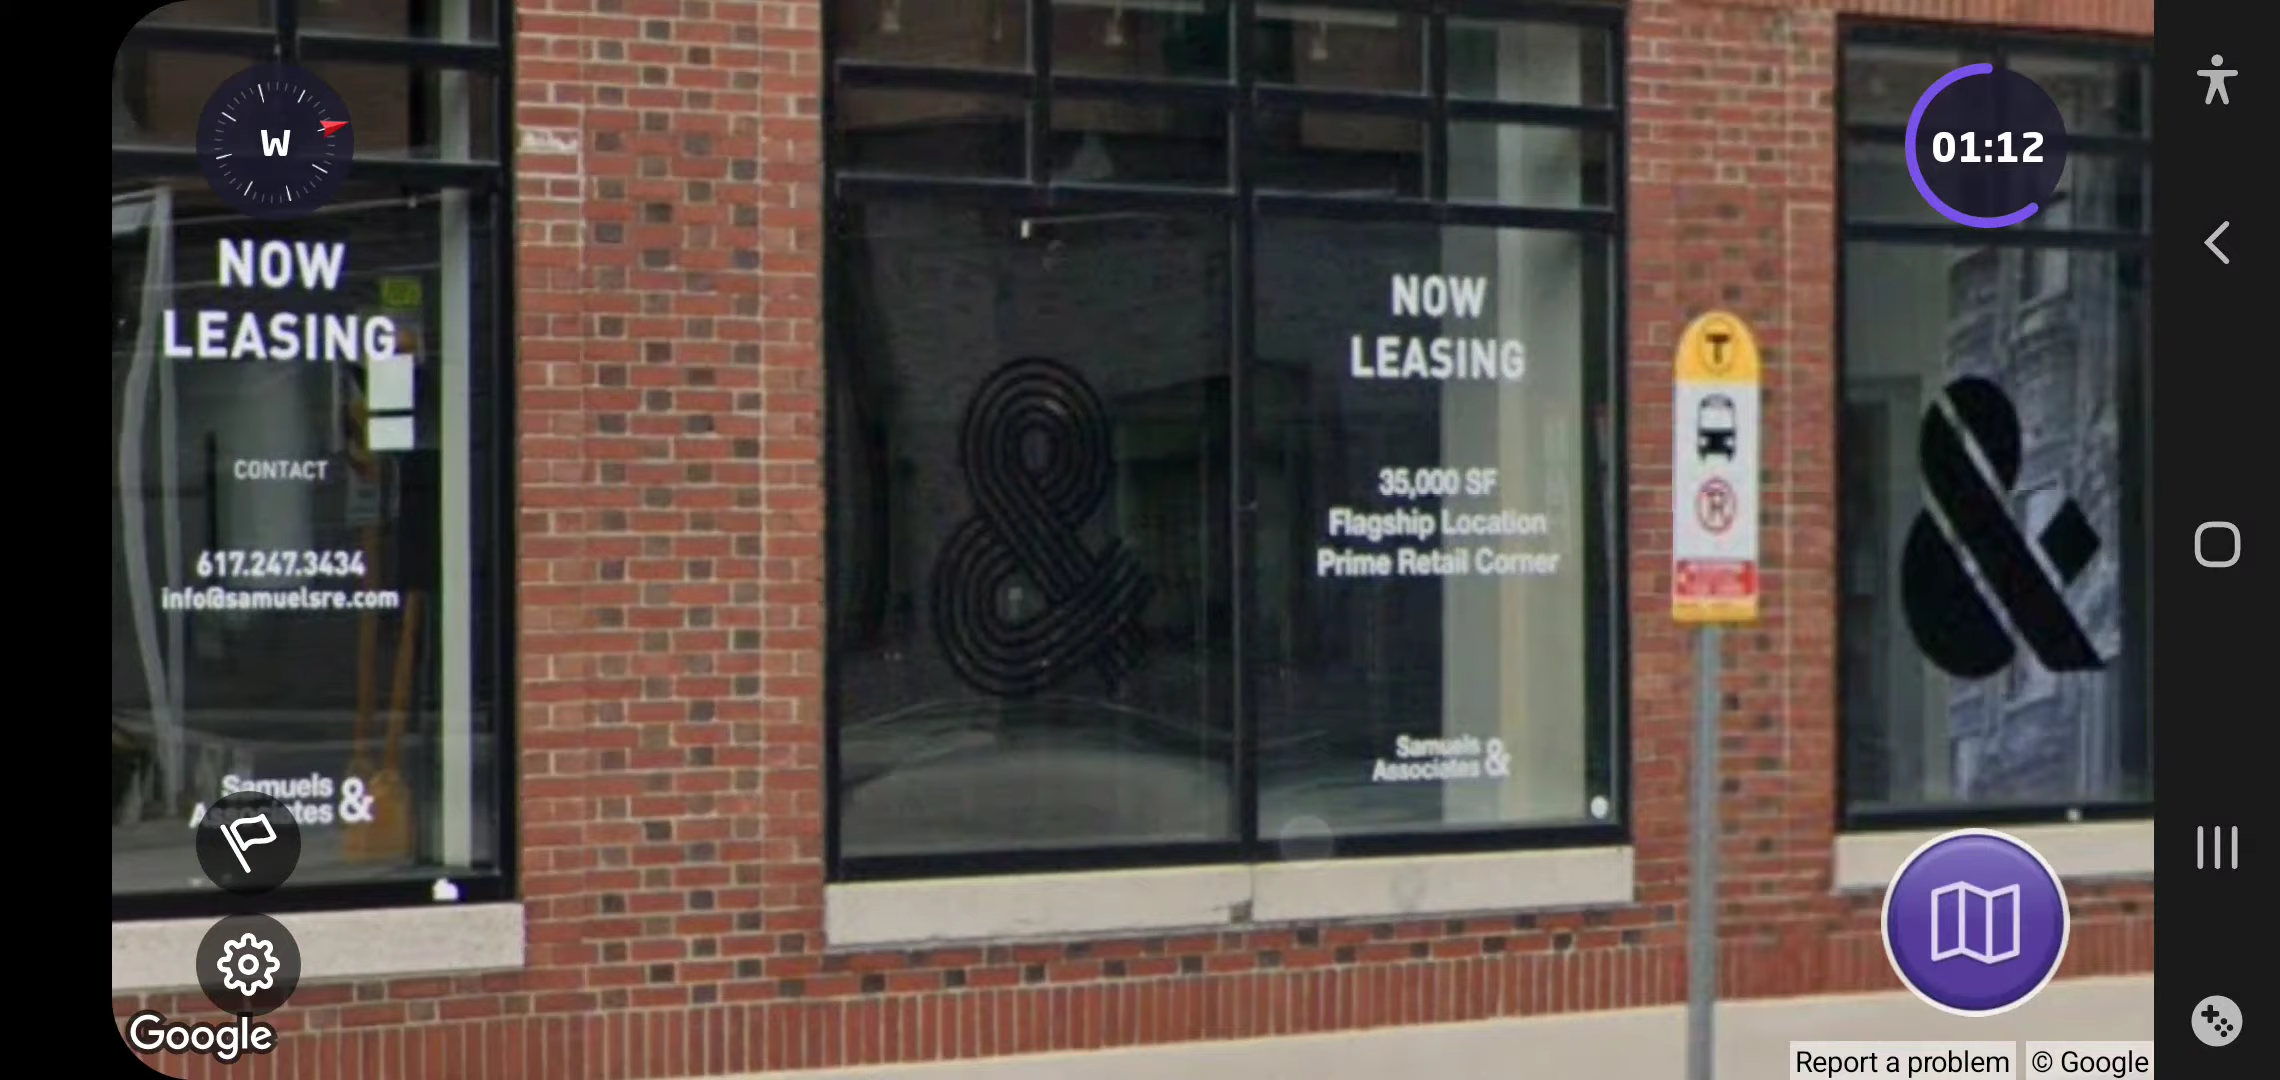 W
01:12
NOW
LEASING
CONTACT
617.247.3434
info@samuelsre.com
Samuels
Associates &
NOW
LEASING
35,000 SF
Flagship Location
Prime Retail Corner
Samuels
Associates &
&
T
P
&
Google
Report a problem
© Google